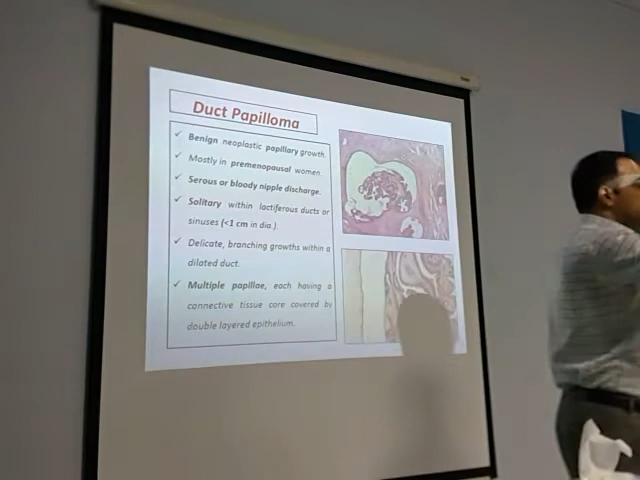 Duct Papilloma
✓ Benign neoplastic papillary growth.
✓ Mostly in premenopausal women.
✓ Serous or bloody nipple discharge.
✓ Solitary within lactiferous ducts or
sinuses (<1 cm in dia.).
✓ Delicate, branching growths within a
dilated duct.
✓ Multiple papillae, each having a
connective tissue core covered by
double layered epithelium.